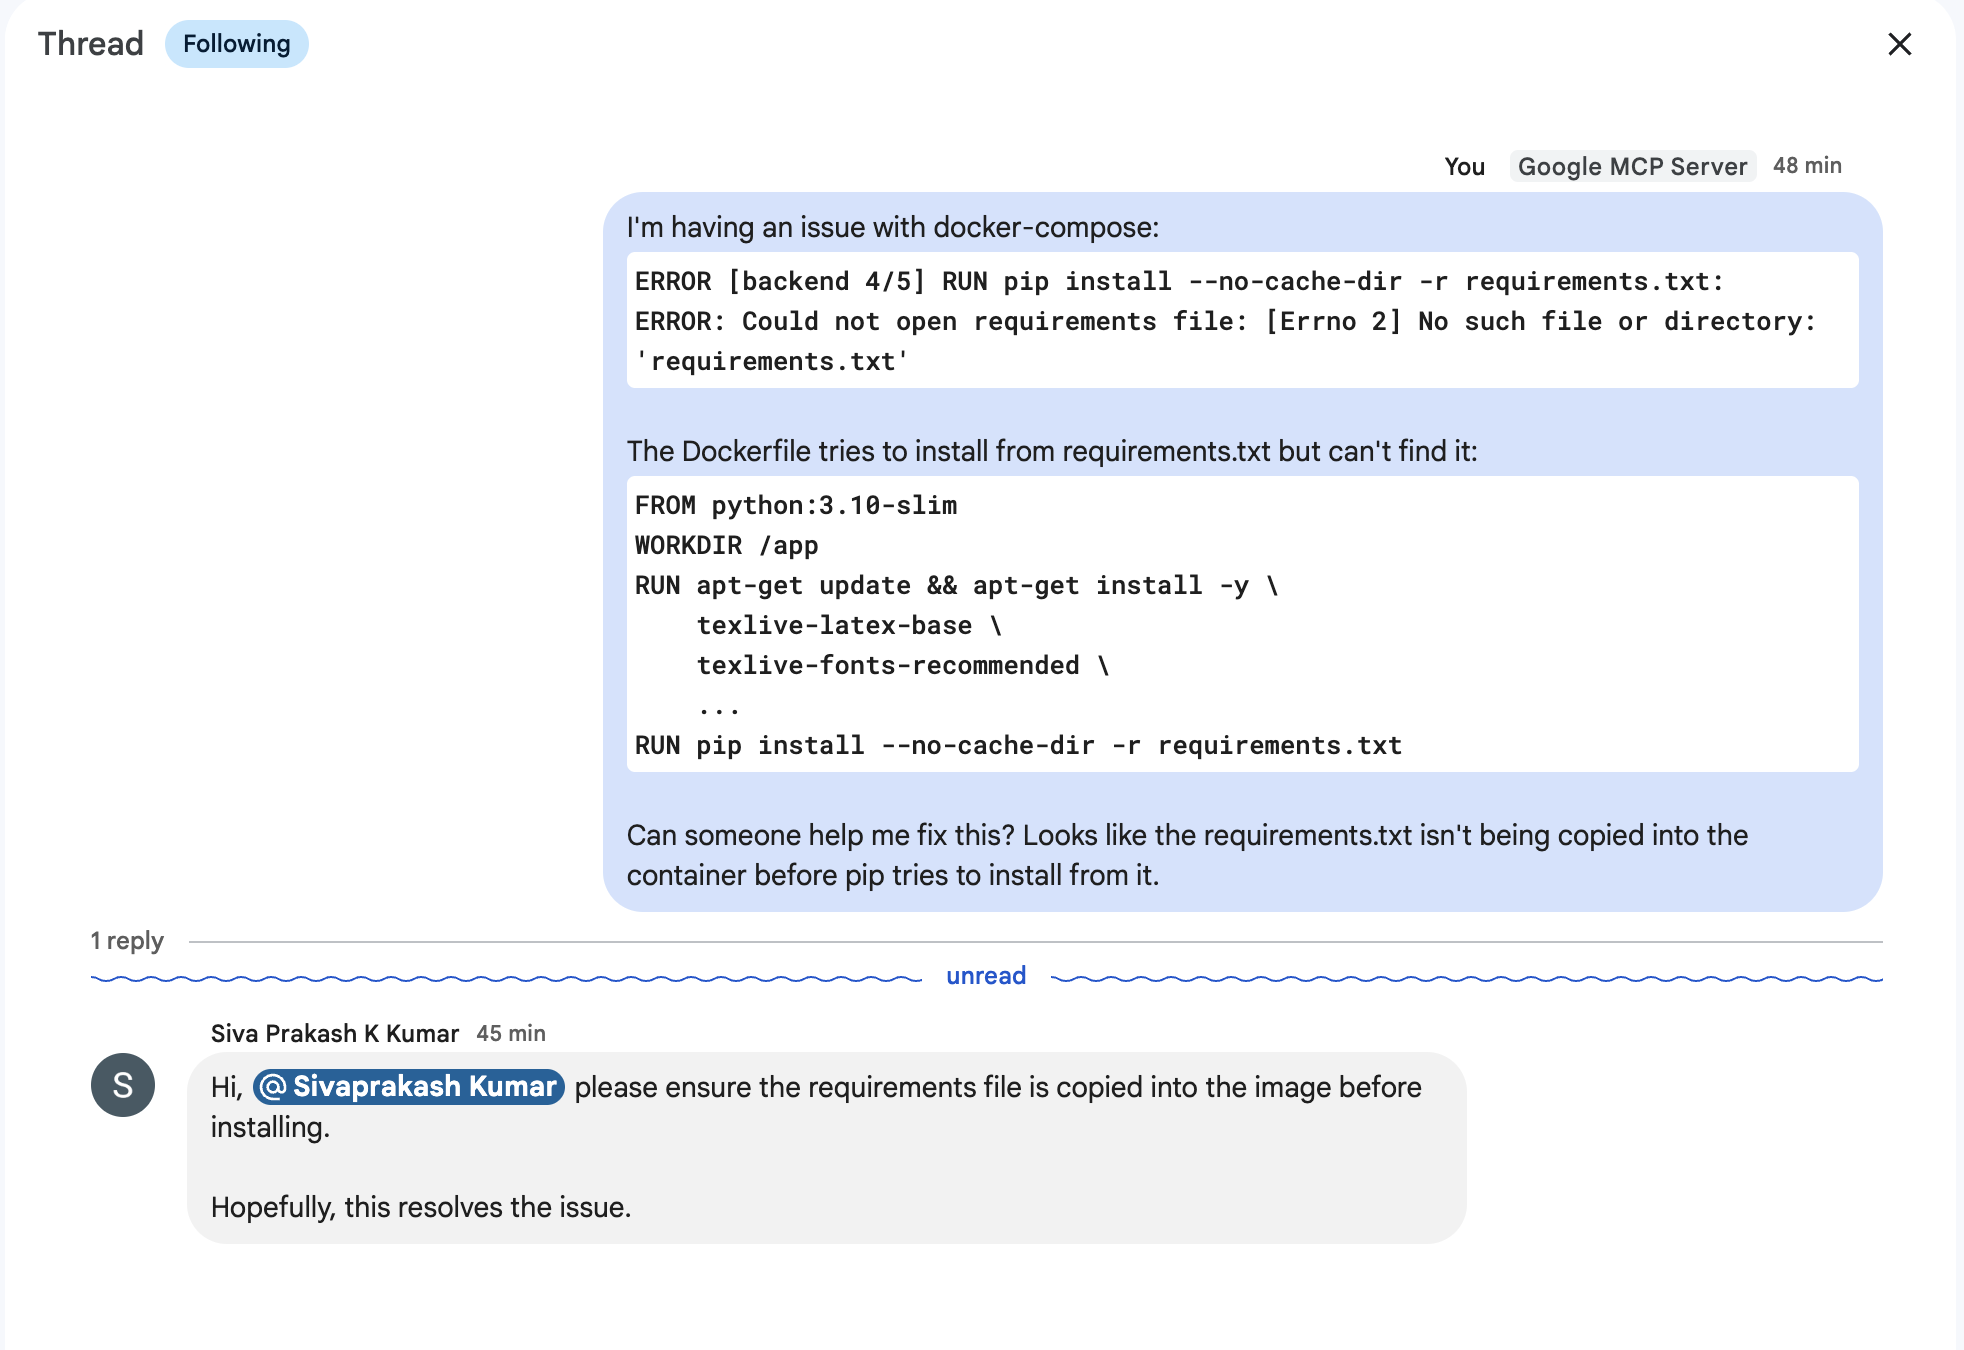 Thread Following
You Google MCP Server 48 min
I'm having an issue with docker-compose:
ERROR [backend 4/5] RUN pip install --no-cache-dir -r requirements.txt:
ERROR: Could not open requirements file: [Errno 2] No such file or directory:
'requirements.txt'
The Dockerfile tries to install from requirements.txt but can't find it:
FROM python:3.10-slim
WORKDIR /app
RUN apt-get update && apt-get install -y \
    texlive-latex-base \
    texlive-fonts-recommended \
    ...
RUN pip install --no-cache-dir -r requirements.txt
Can someone help me fix this? Looks like the requirements.txt isn't being copied into the
container before pip tries to install from it.
1 reply
unread
Siva Prakash K Kumar 45 min
S
Hi, @Sivaprakash Kumar please ensure the requirements file is copied into the image before
installing.
Hopefully, this resolves the issue.